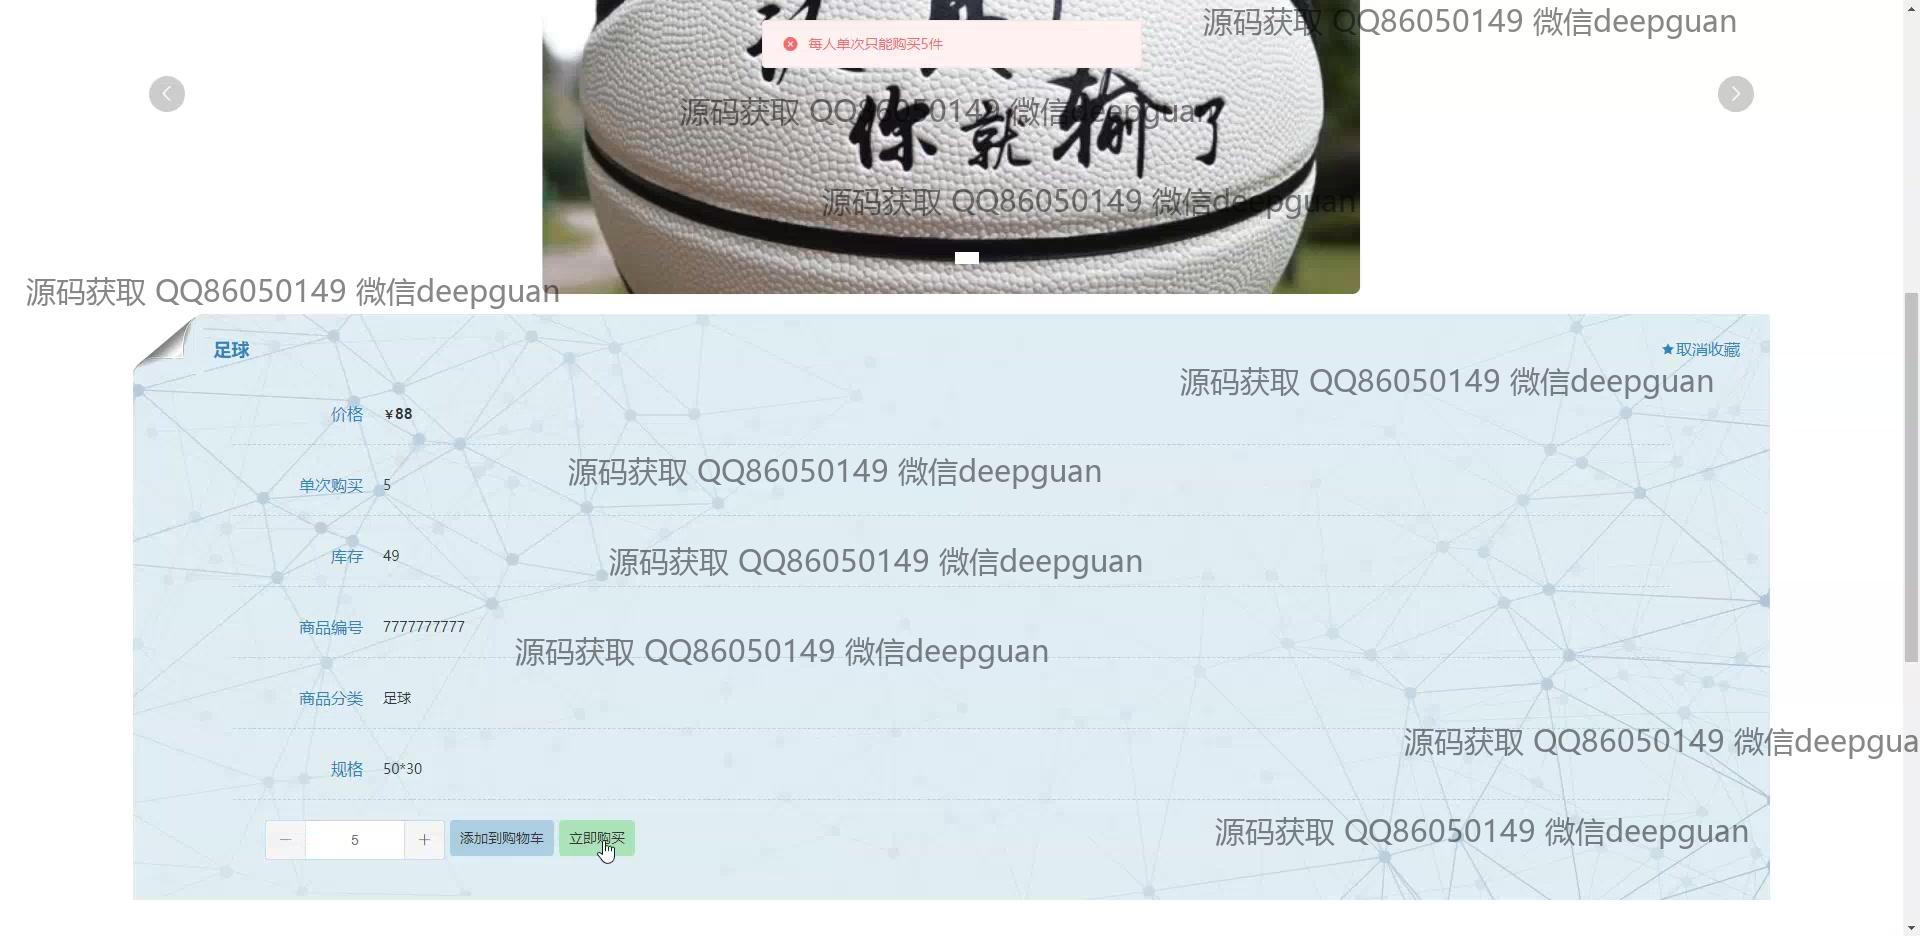 源码获取 QQ86050149 微信deepguan
每人单次只能购买5件
源码获取 QQ86050149 微信deepguan
你就输了
源码获取 QQ86050149 微信deepguan
源码获取 QQ86050149 微信deepguan
足球
★取消收藏
源码获取 QQ86050149 微信deepguan
价格 ¥88
源码获取 QQ86050149 微信deepguan
单次购买 5
库存 49
源码获取 QQ86050149 微信deepguan
商品编号 7777777777
源码获取 QQ86050149 微信deepguan
商品分类 足球
源码获取 QQ86050149 微信deepgua
规格 50*30
源码获取 QQ86050149 微信deepguan
5 添加到购物车 立即购买